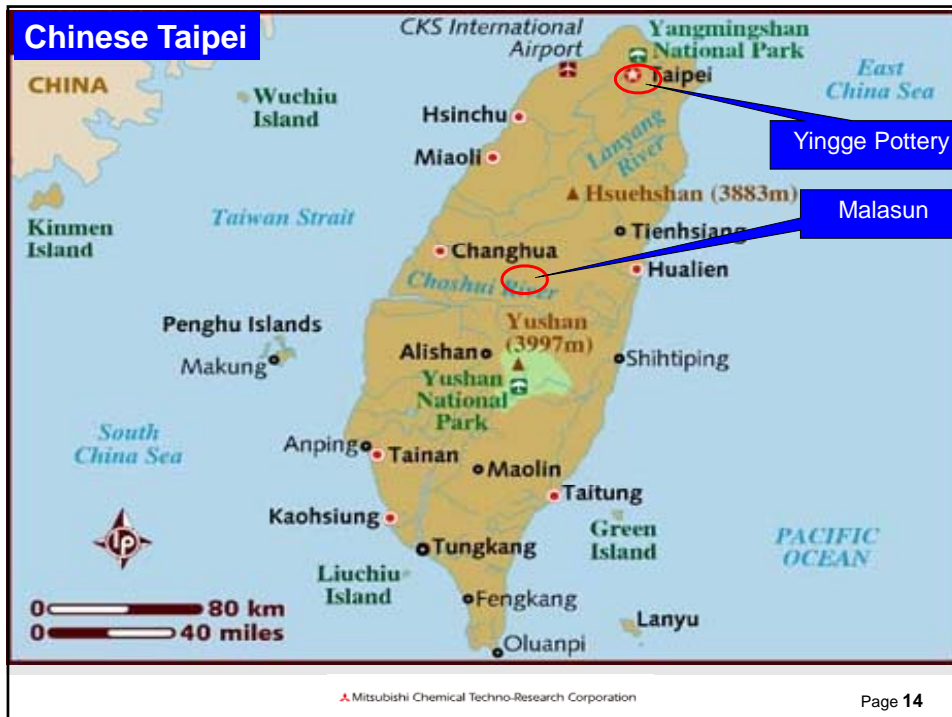 Chinese Taipei
CKS International
Airport
Yangmingshan
National Park
CHINA
Taipei
East
China Sea
Wuchiu
Island
Hsinchu
Yingge Pottery
Lanyang
River
Miaoli
Hsuehshan (3883m)
Malasun
Kinmen
Island
Taiwan Strait
Tienhsiang
Changhua
Hualien
Choshui River
Penghu Islands
Yushan
(3997m)
Alishan
Makung
Shihtiping
Yushan
National
Park
South
China Sea
Anping
Tainan
Maolin
Taitung
Kaohsiung
Green
Island
PACIFIC
OCEAN
LP
Tungkang
Liuchiu
Island
0 80 km
0 40 miles
Fengkang
Lanyu
Oluanpi
Mitsubishi Chemical Techno-Research Corporation
Page 14